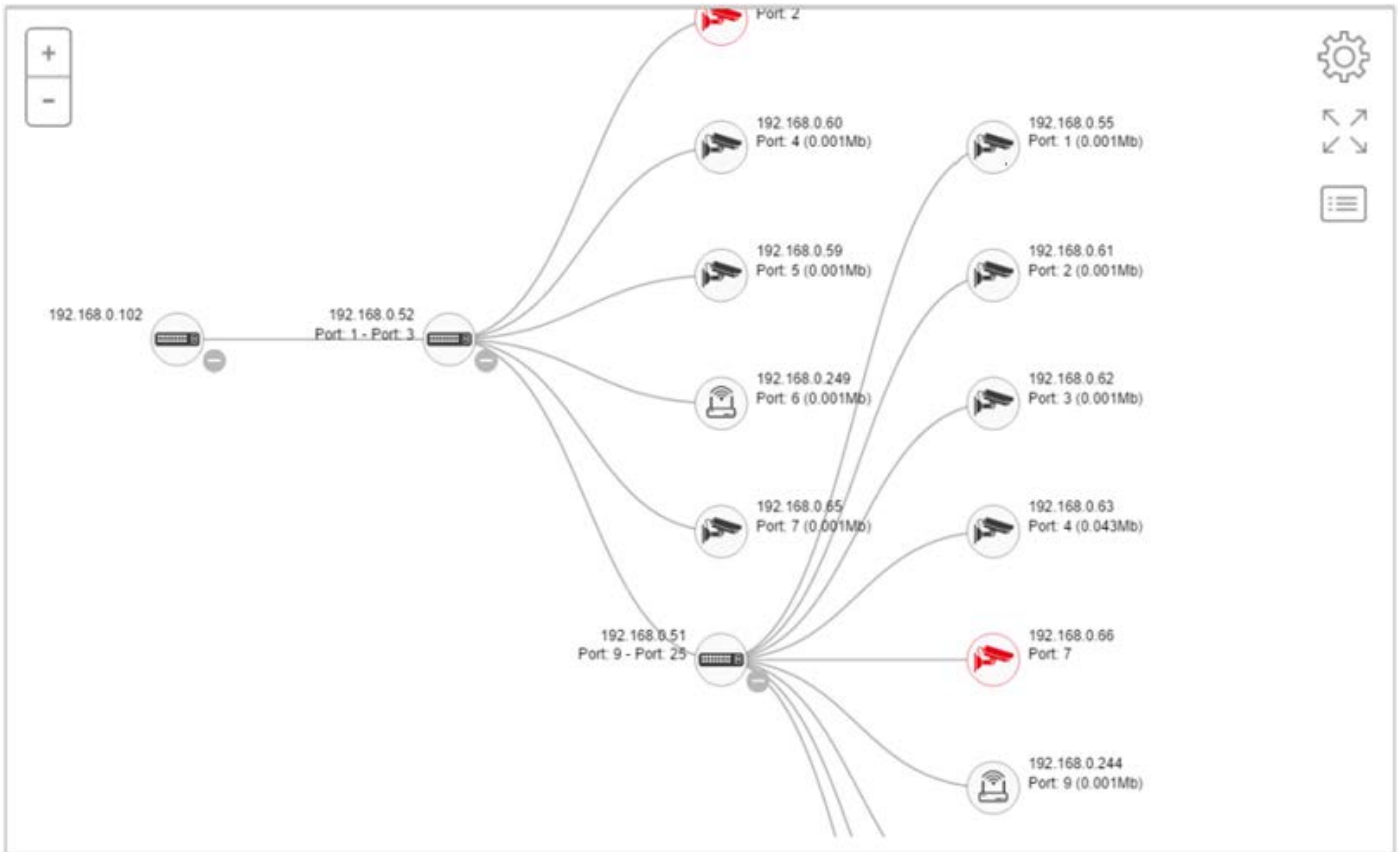 +
-
Port: 2
192.168.0.60
Port: 4 (0.001Mb)
192.168.0.55
Port: 1 (0.001Mb)
192.168.0.59
Port: 5 (0.001Mb)
192.168.0.61
Port: 2 (0.001Mb)
192.168.0.102
192.168.0.52
Port: 1 - Port: 3
192.168.0.249
Port: 6 (0.001Mb)
192.168.0.62
Port: 3 (0.001Mb)
192.168.0.65
Port: 7 (0.001Mb)
192.168.0.63
Port: 4 (0.043Mb)
192.168.0.51
Port: 9 - Port: 25
192.168.0.66
Port: 7
192.168.0.244
Port: 9 (0.001Mb)